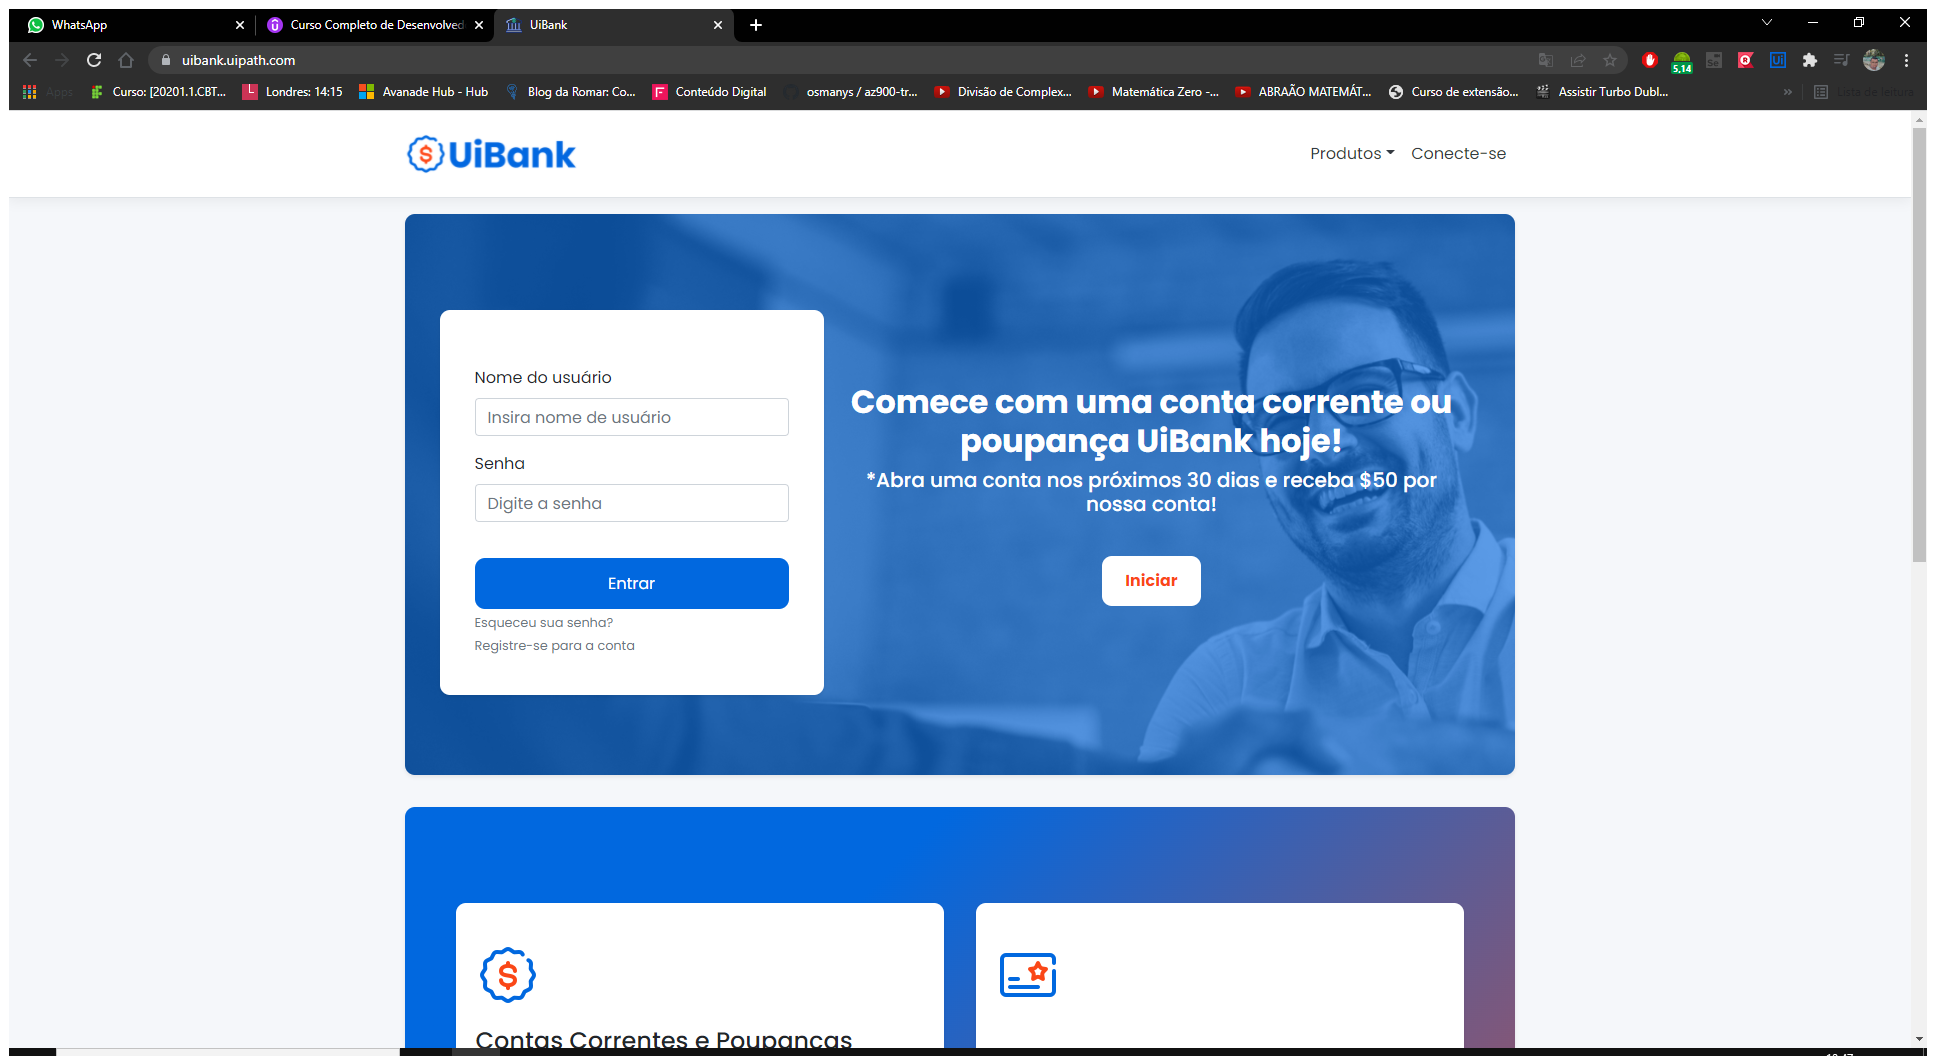 WhatsApp
Curso Completo de Desenvolved
UiBank
uibank.uipath.com
5,14
Apps
Curso: [20201.1.CBT...
Londres: 14:15
Avanade Hub - Hub
Blog da Romar: Co...
Conteúdo Digital
osmanys / az900-tr...
Divisão de Complex...
Matemática Zero -...
ABRAÃO MATEMÁT...
Curso de extensão...
Assistir Turbo Dubl...
»
Lista de leitura
UiBank
Produtos
Conecte-se
Nome do usuário
Insira nome de usuário
Senha
Digite a senha
Entrar
Esqueceu sua senha?
Registre-se para a conta
Comece com uma conta corrente ou
poupança UiBank hoje!
*Abra uma conta nos próximos 30 dias e receba $50 por
nossa conta!
Iniciar
Contas Correntes e Poupanças